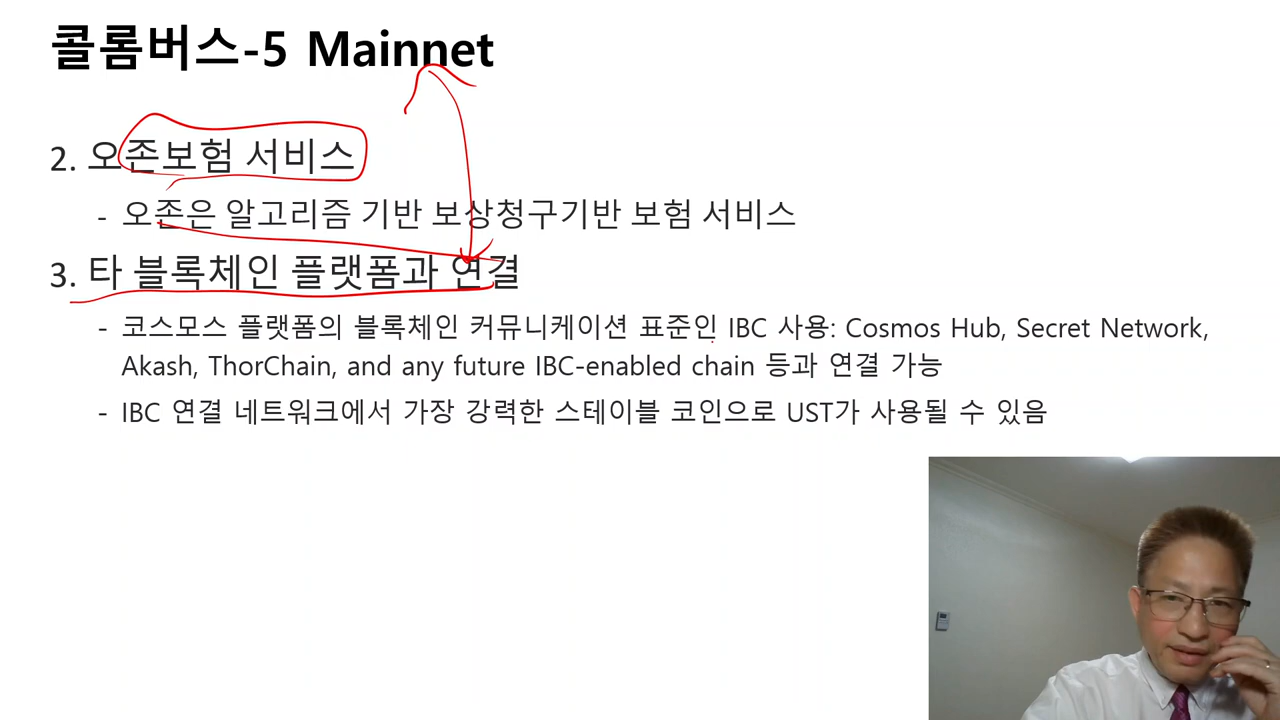 콜롬버스-5 Mainnet
2. 오존보험 서비스
- 오존은 알고리즘 기반 보상청구기반 보험 서비스
3. 타 블록체인 플랫폼과 연결
- 코스모스 플랫폼의 블록체인 커뮤니케이션 표준인 IBC 사용: Cosmos Hub, Secret Network,
Akash, ThorChain, and any future IBC-enabled chain 등과 연결 가능
- IBC 연결 네트워크에서 가장 강력한 스테이블 코인으로 UST가 사용될 수 있음